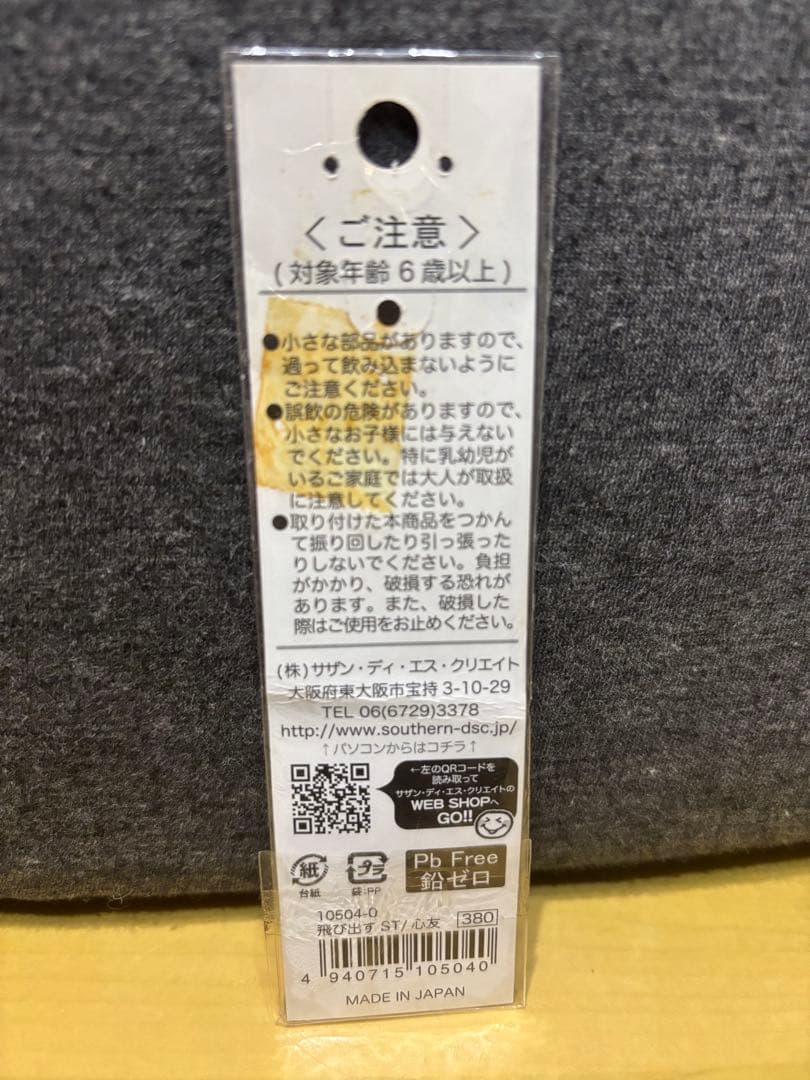 〈ご注意〉
(対象年齢6歳以上)
●小さな部品がありますので、
過って飲み込まないように
ご注意ください。
●誤飲の危険がありますので、
小さなお子様には与えない
でください。特に乳幼児が
いるご家庭では大人が取扱
に注意してください。
●取り付けた本商品をつかん
で振り回したり引っ張った
りしないでください。負担
がかかり、破損する恐れが
あります。また、破損した
際はご使用をお止めください。
(株)サザン・ディ・エス・クリエイト
大阪府東大阪市宝持3-10-29
TEL 06(6729)3378
http://www.southern-dsc.jp/
↑パソコンからはコチラ↑
←左のQRコードを
読み取って
サザン・ディ・エス・クリエイトの
WEB SHOPへ
GO!!
紙
台紙
プラ
袋:PP
Pb Free
鉛ゼロ
10504-0
飛び出すST/心友 380
4 940715 105040
MADE IN JAPAN